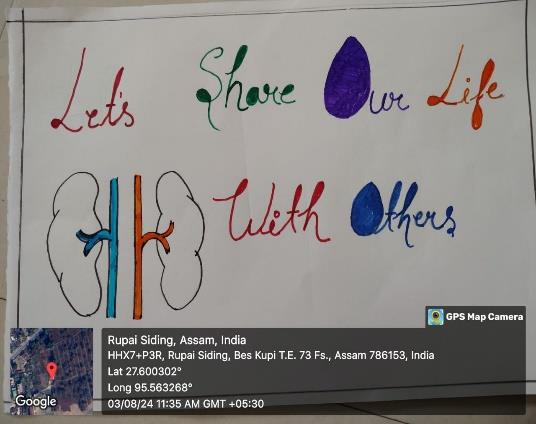 Let's Share Our Life
With Others
GPS Map Camera
Rupai Siding, Assam, India
HHX7+P3R, Rupai Siding, Bes Kupi T.E. 73 Fs., Assam 786153, India
Lat 27.600302°
Long 95.563268°
03/08/24 11:35 AM GMT +05:30
Google